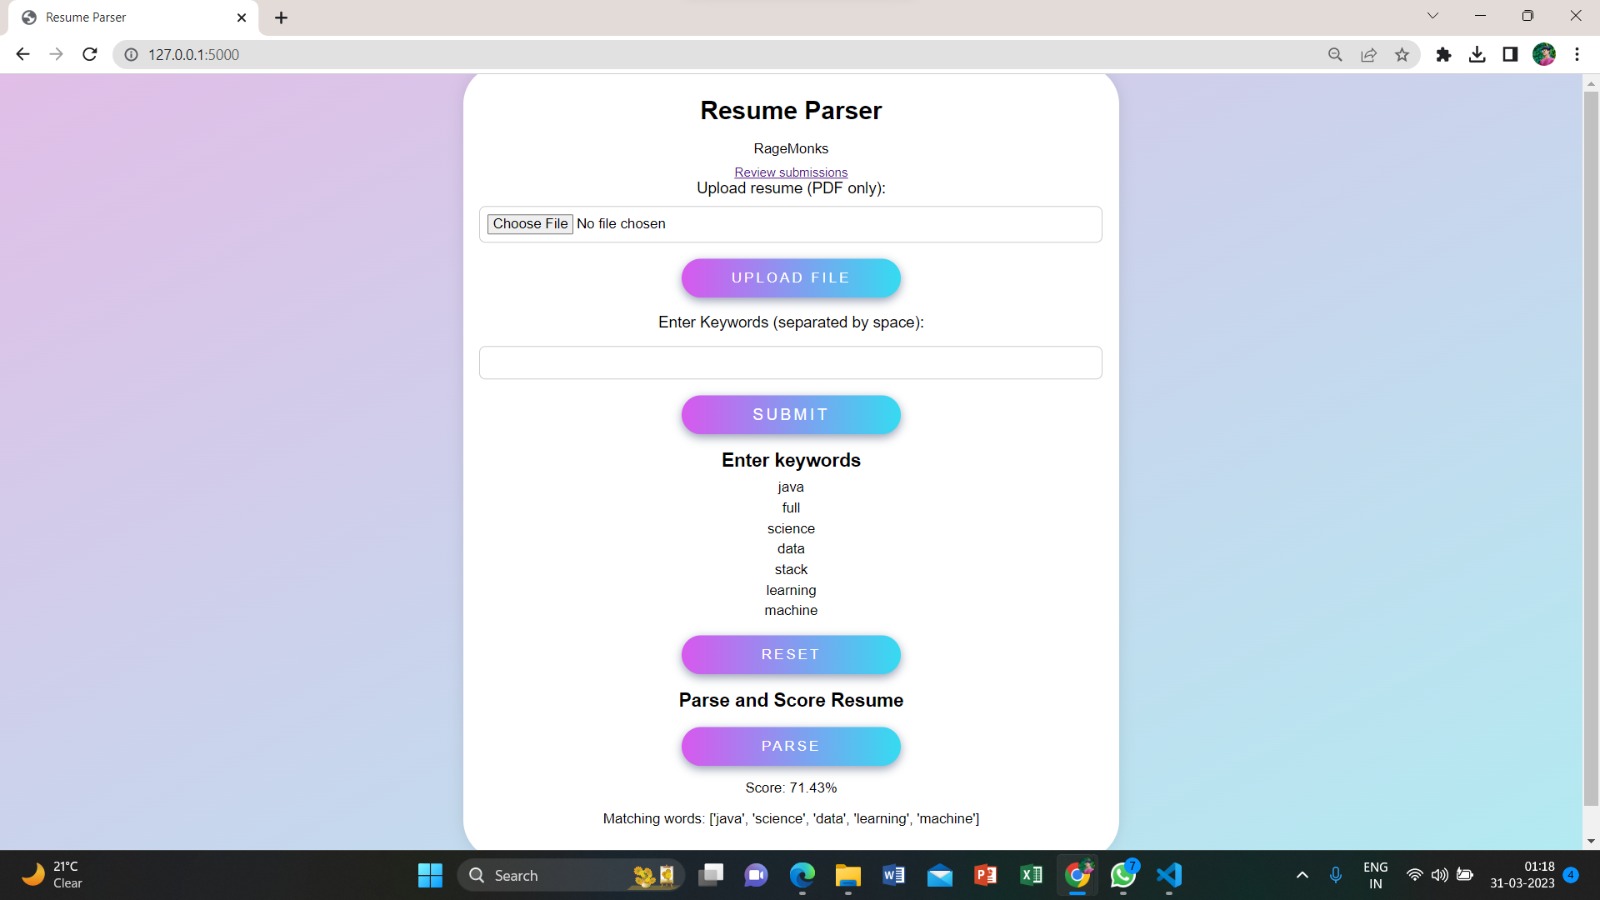 Resume Parser
127.0.0.1:5000
Resume Parser
RageMonks
Review submissions
Upload resume (PDF only):
Choose File No file chosen
UPLOAD FILE
Enter Keywords (separated by space):
SUBMIT
Enter keywords
java
full
science
data
stack
learning
machine
RESET
Parse and Score Resume
PARSE
Score: 71.43%
Matching words: ['java', 'science', 'data', 'learning', 'machine']
21°C
Clear
Search
7
ENG
IN
01:18
31-03-2023
4